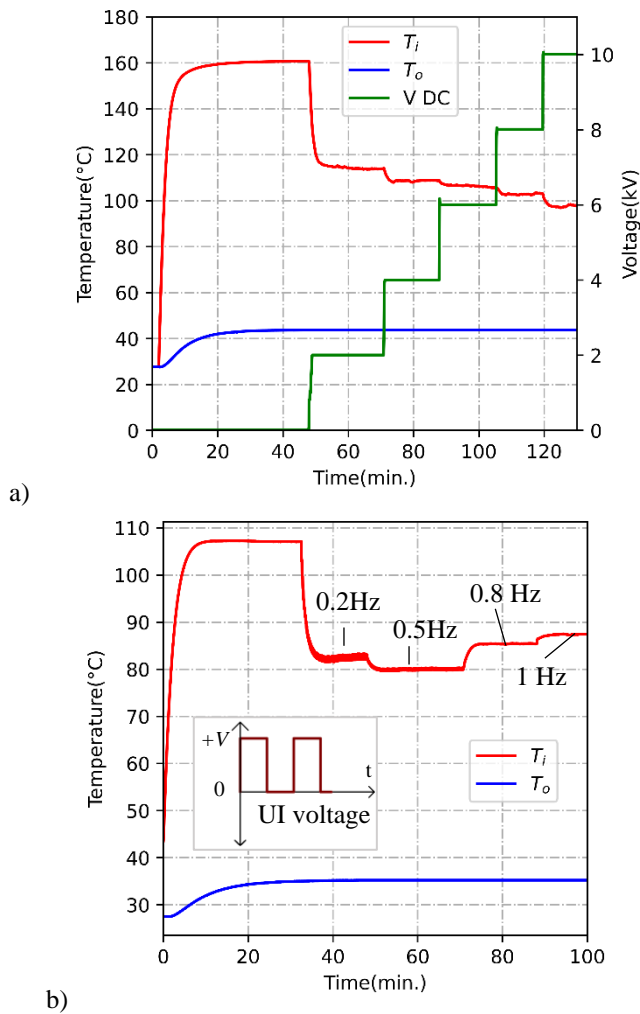 180
160
140
120
100
80
60
40
20
0
Temperature(°C)
T_i
T_o
V DC
10
8
6
4
2
0
Voltage(kV)
0 20 40 60 80 100 120
Time(min.)
a)
110
100
90
80
70
60
50
40
30
Temperature(°C)
0.2Hz
0.5Hz
0.8 Hz
1 Hz
+V
t
0
UI voltage
T_i
T_o
0 20 40 60 80 100
Time(min.)
b)